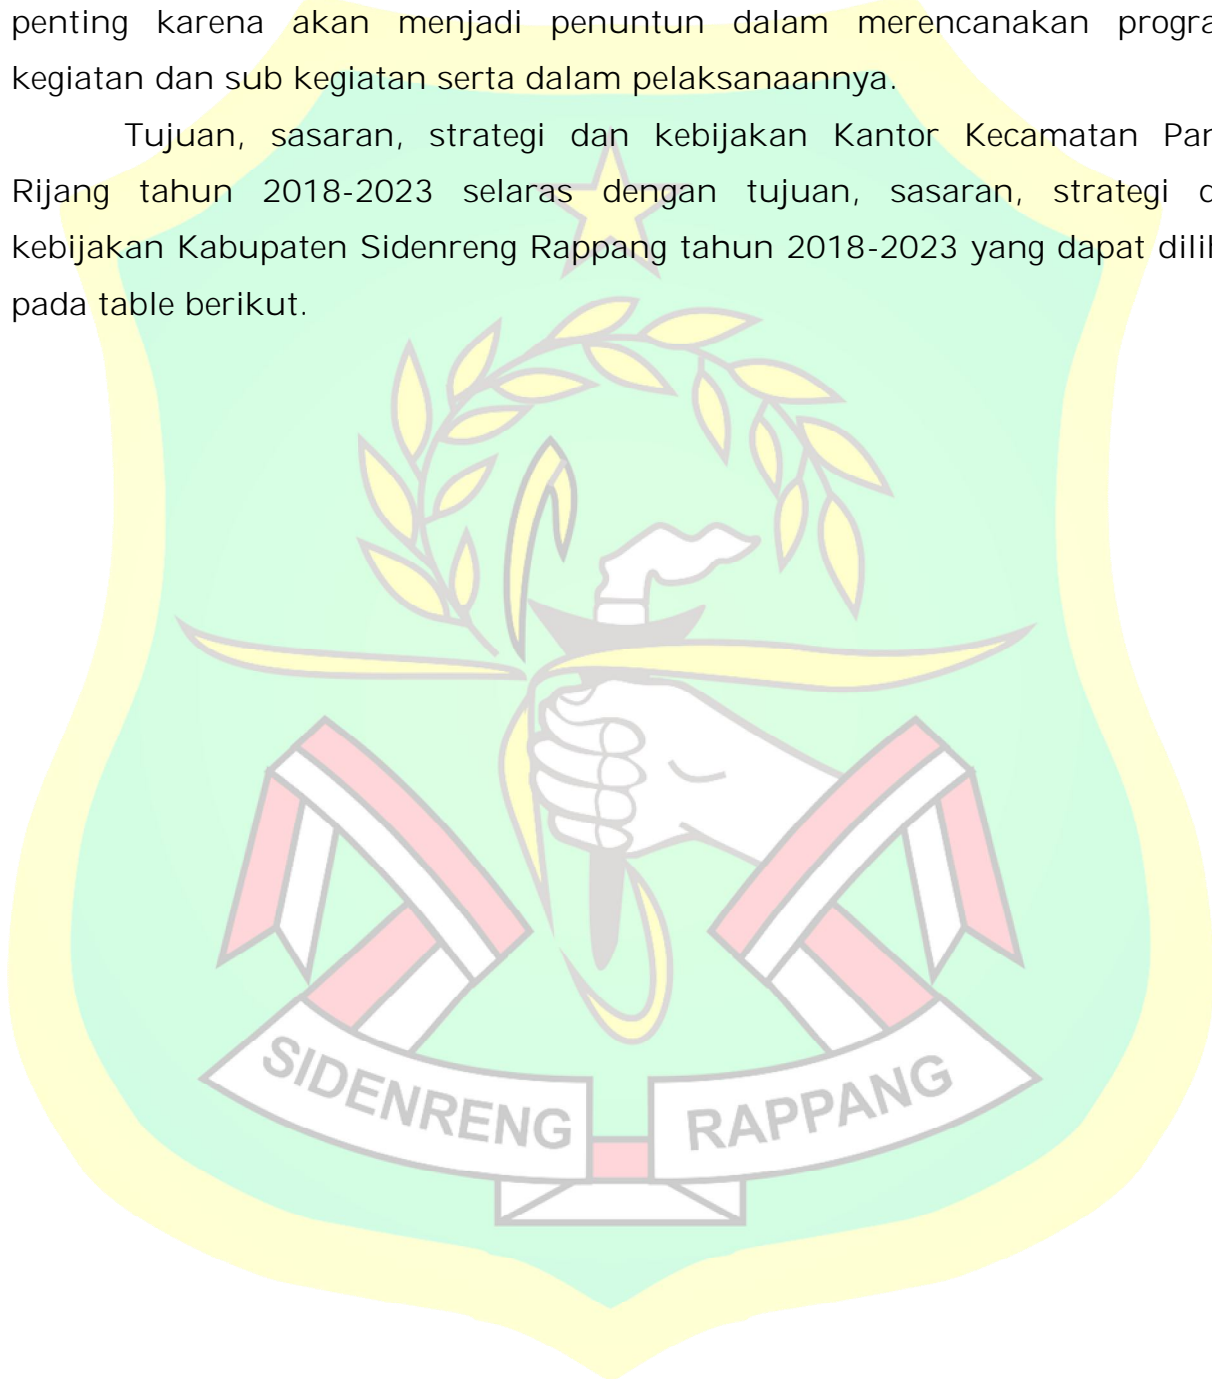 penting karena akan menjadi penuntun dalam merencanakan progra
kegiatan dan sub kegiatan serta dalam pelaksanaannya.
Tujuan, sasaran, strategi dan kebijakan Kantor Kecamatan Pan
Rijang tahun 2018-2023 selaras dengan tujuan, sasaran, strategi d
kebijakan Kabupaten Sidenreng Rappang tahun 2018-2023 yang dapat dilih
pada table berikut.
SIDENRENG RAPPANG